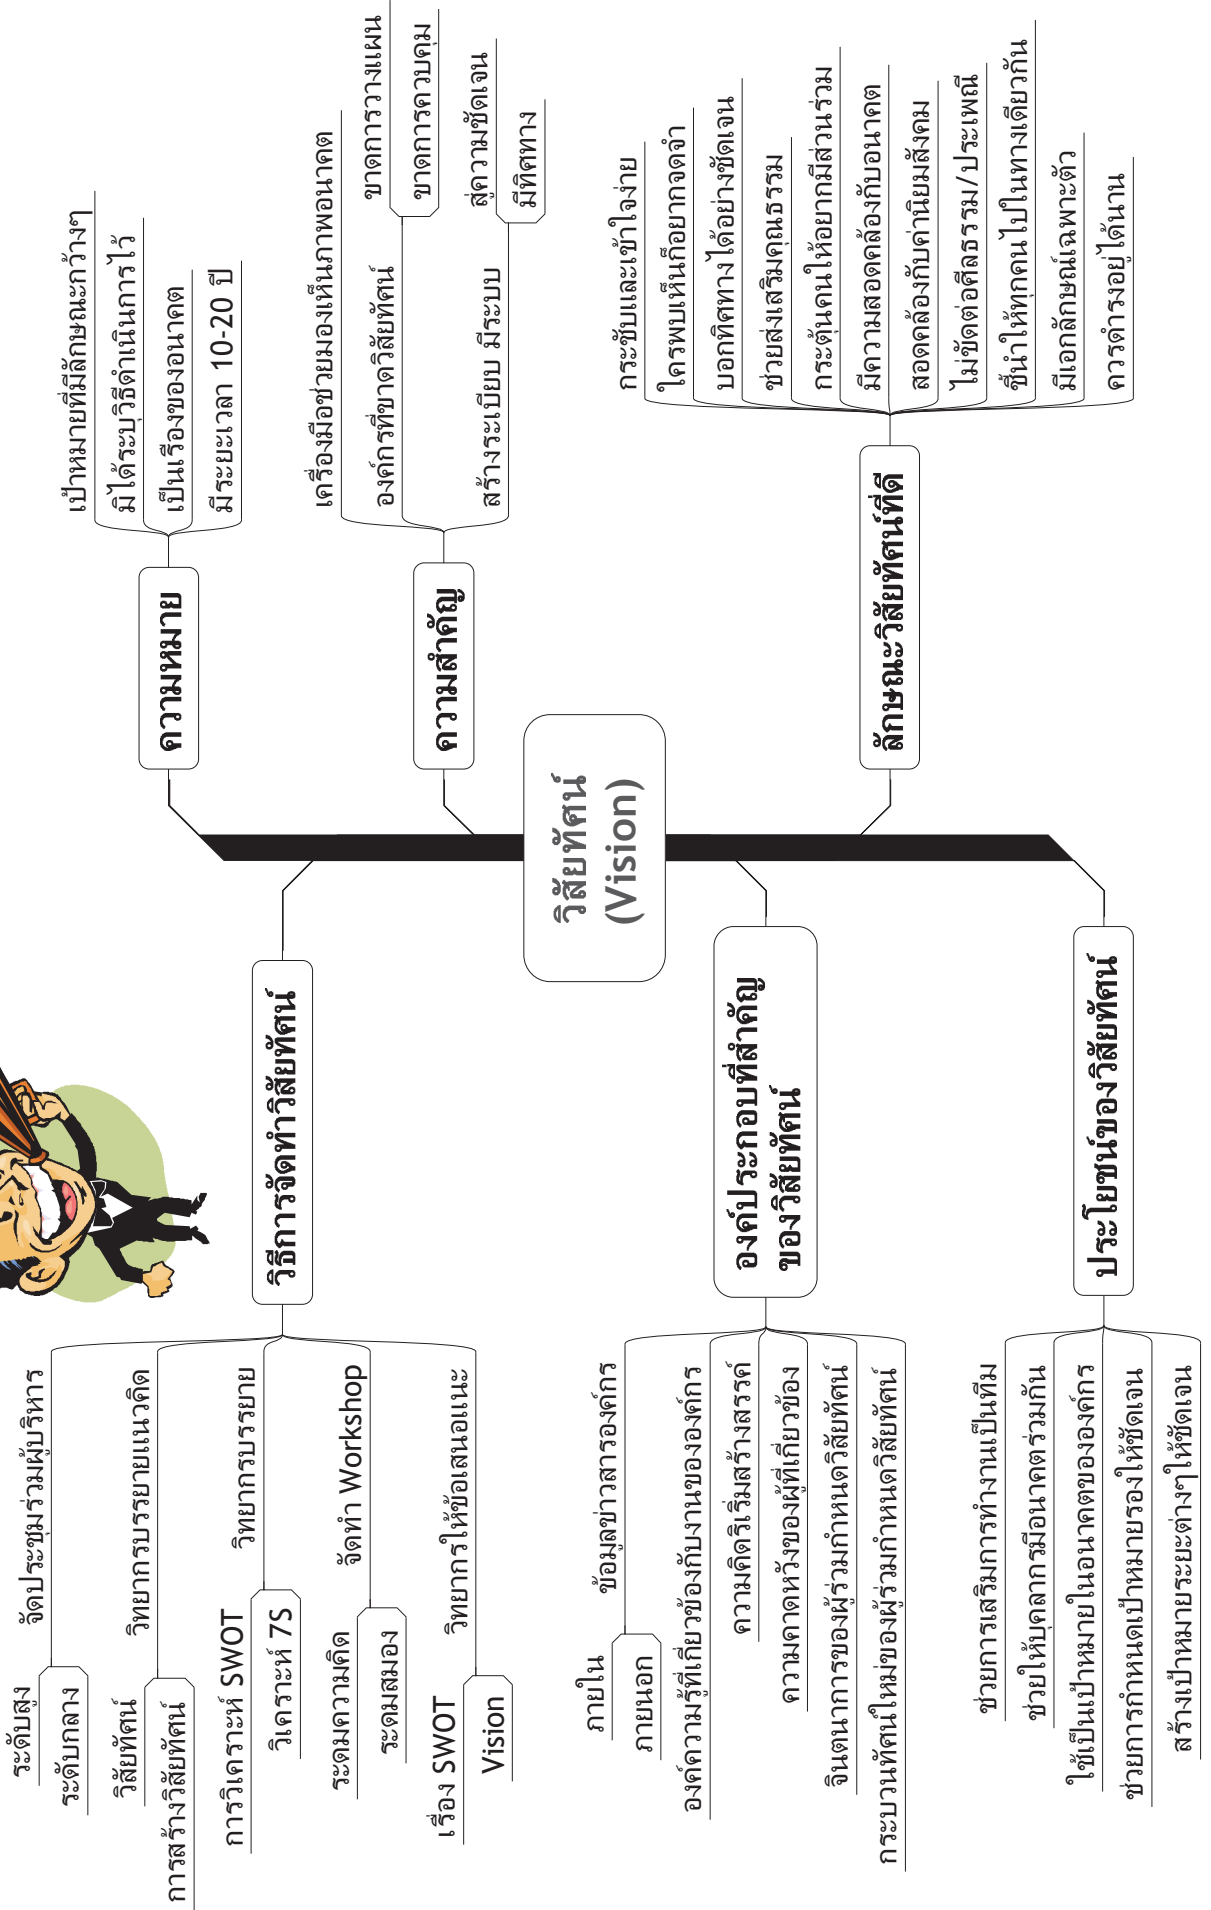 วิสัยทัศน์
(Vision)
ความหมาย
เป้าหมายที่มีลักษณะกว้างๆ
มิได้ระบุวิธีดำเนินการไว้
เป็นเรื่องของอนาคต
มีระยะเวลา 10-20 ปี
ความสำคัญ
เครื่องมือช่วยมองเห็นภาพอนาคต
องค์กรที่ขาดวิสัยทัศน์
ขาดการวางแผน
ขาดการควบคุม
สร้างระเบียบ มีระบบ
สู่ความชัดเจน
มีทิศทาง
ลักษณะวิสัยทัศน์ที่ดี
กระชับและเข้าใจง่าย
ใครพบเห็นก็อยากจดจำ
บอกทิศทางได้อย่างชัดเจน
ช่วยส่งเสริมคุณธรรม
กระตุ้นคนให้อยากมีส่วนร่วม
มีความสอดคล้องกับอนาคต
สอดคล้องกับค่านิยมสังคม
ไม่ขัดต่อศีลธรรม/ประเพณี
ชี้นำให้ทุกคนไปในทางเดียวกัน
มีเอกลักษณ์เฉพาะตัว
ควรดำรงอยู่ได้นาน
วิธีการจัดทำวิสัยทัศน์
จัดประชุมร่วมผู้บริหาร
ระดับสูง
ระดับกลาง
วิทยากรบรรยายแนวคิด
วิสัยทัศน์
การสร้างวิสัยทัศน์
วิทยากรบรรยาย
การวิเคราะห์ SWOT
วิเคราะห์ 7S
จัดทำ Workshop
ระดมความคิด
ระดมสมอง
วิทยากรให้ข้อเสนอแนะ
เรื่อง SWOT
Vision
องค์ประกอบที่สำคัญ
ของวิสัยทัศน์
ข้อมูลข่าวสารองค์กร
ภายใน
ภายนอก
องค์ความรู้ที่เกี่ยวข้องกับงานขององค์กร
ความคิดริเริ่มสร้างสรรค์
ความคาดหวังของผู้ที่เกี่ยวข้อง
จินตนาการของผู้ร่วมกำหนดวิสัยทัศน์
กระบวนทัศน์ใหม่ของผู้ร่วมกำหนดวิสัยทัศน์
ประโยชน์ของวิสัยทัศน์
ช่วยการเสริมการทำงานเป็นทีม
ช่วยให้บุคลากรมีอนาคตร่วมกัน
ใช้เป็นเป้าหมายในอนาคตขององค์กร
ช่วยการกำหนดเป้าหมายรองให้ชัดเจน
สร้างเป้าหมายระยะต่างๆให้ชัดเจน